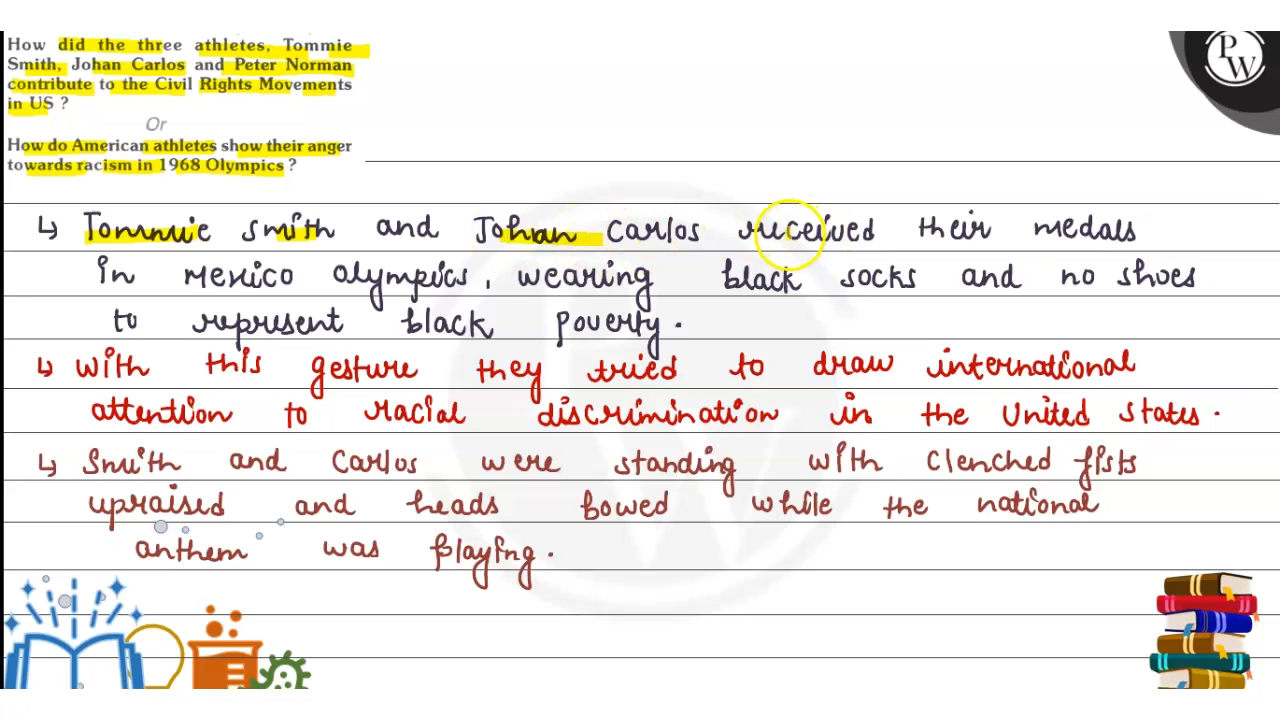 How did the three athletes, Tommie
Smith, Johan Carlos and Peter Norman
contribute to the Civil Rights Movements
in US ?
Or
How do American athletes show their anger
towards racism in 1968 Olympics ?
PW
↳ Tommie Smith and Johan Carlos received their medals
in Mexico Olympics, wearing black socks and no shoes
to represent black poverty.
↳ With this gesture they tried to draw international
attention to racial discrimination in the United States.
↳ Smith and Carlos were standing with clenched fists
upraised and heads bowed while the national
anthem was playing.